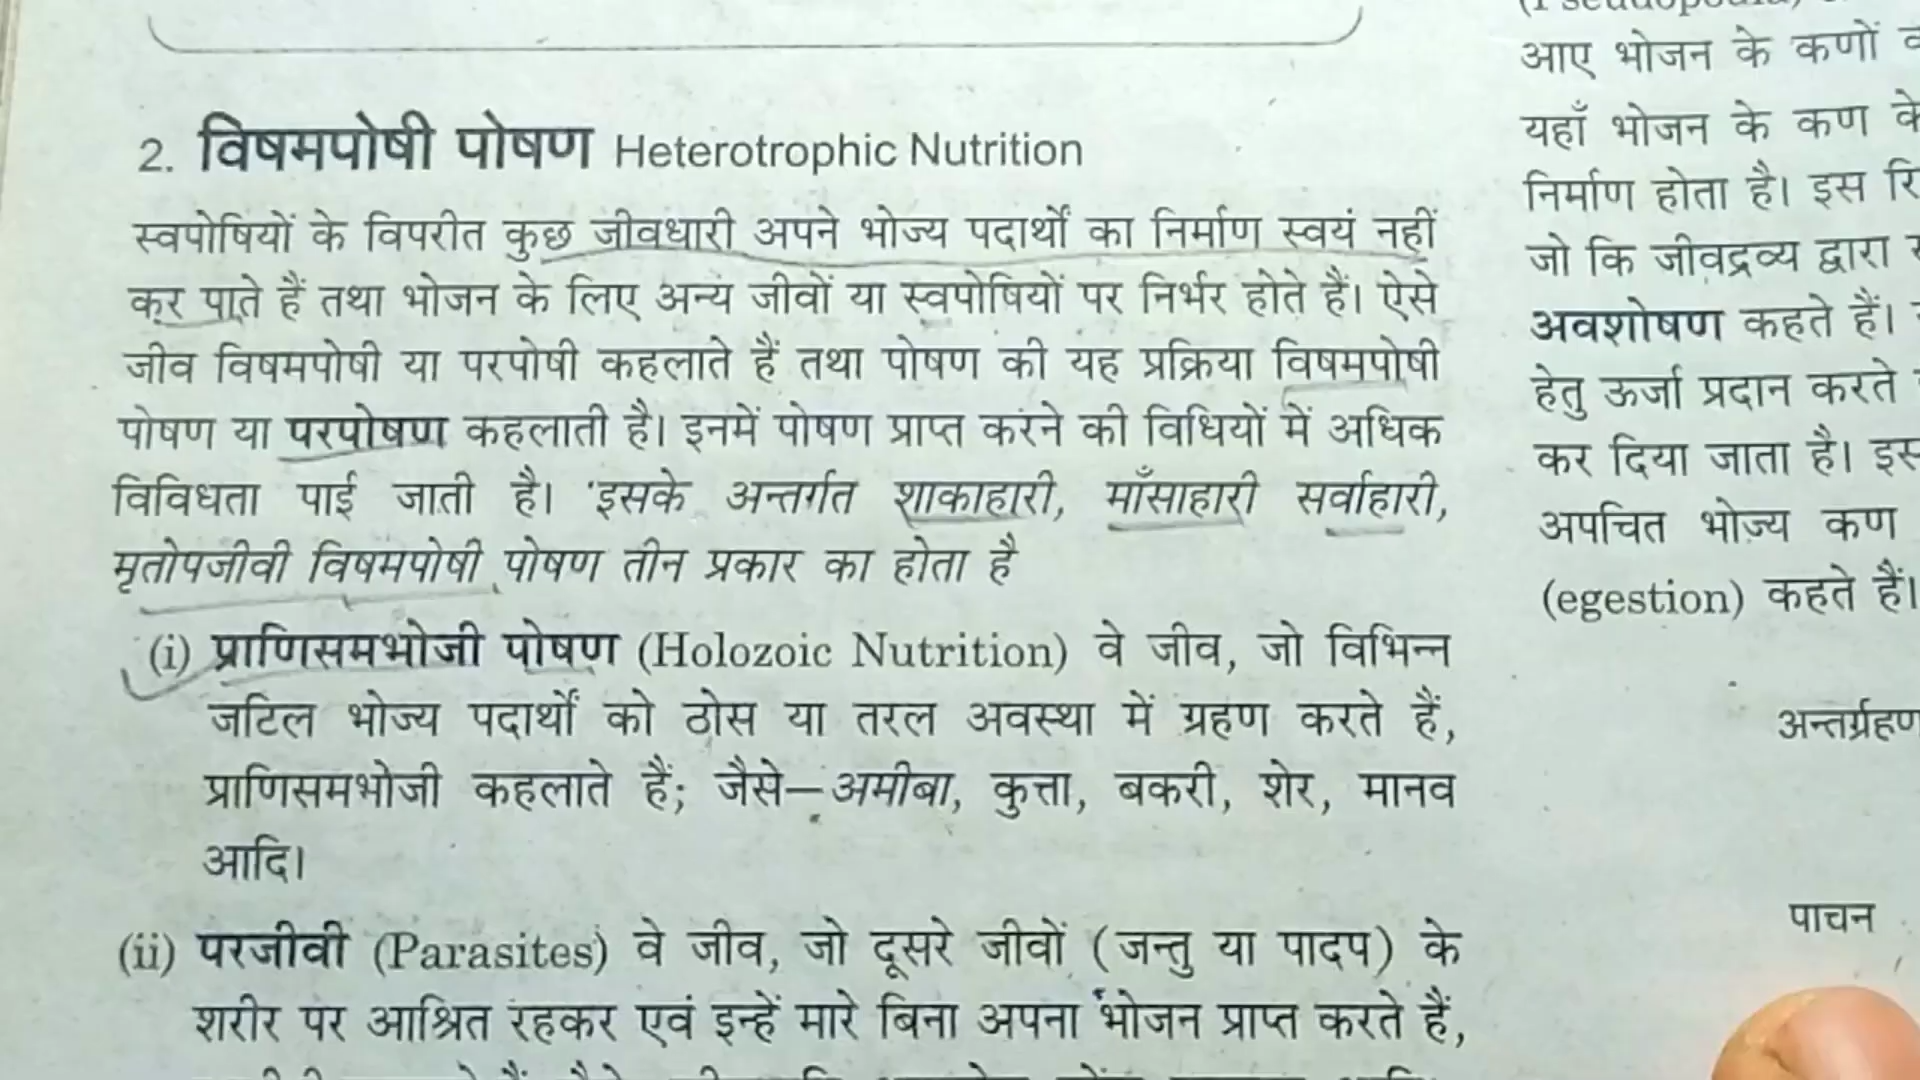 2. विषमपोषी पोषण Heterotrophic Nutrition
स्वपोषियों के विपरीत कुछ जीवधारी अपने भोज्य पदार्थों का निर्माण स्वयं नहीं
कर पाते हैं तथा भोजन के लिए अन्य जीवों या स्वपोषियों पर निर्भर होते हैं। ऐसे
जीव विषमपोषी या परपोषी कहलाते हैं तथा पोषण की यह प्रक्रिया विषमपोषी
पोषण या परपोषण कहलाती है। इनमें पोषण प्राप्त करने की विधियों में अधिक
विविधता पाई जाती है। इसके अन्तर्गत शाकाहारी, माँसाहारी सर्वाहारी,
मृतोपजीवी विषमपोषी पोषण तीन प्रकार का होता है
(i) प्राणिसमभोजी पोषण (Holozoic Nutrition) वे जीव, जो विभिन्न
जटिल भोज्य पदार्थों को ठोस या तरल अवस्था में ग्रहण करते हैं,
प्राणिसमभोजी कहलाते हैं; जैसे—अमीबा, कुत्ता, बकरी, शेर, मानव
आदि।
(ii) परजीवी (Parasites) वे जीव, जो दूसरे जीवों (जन्तु या पादप) के
शरीर पर आश्रित रहकर एवं इन्हें मारे बिना अपना भोजन प्राप्त करते हैं,
आए भोजन के कणों
यहाँ भोजन के कण के
निर्माण होता है। इस
जो कि जीवद्रव्य द्वारा
अवशोषण कहते हैं।
हेतु ऊर्जा प्रदान करते
कर दिया जाता है। इस
अपचित भोज्य कण
(egestion) कहते हैं।
अन्तर्ग्रहण
पाचन